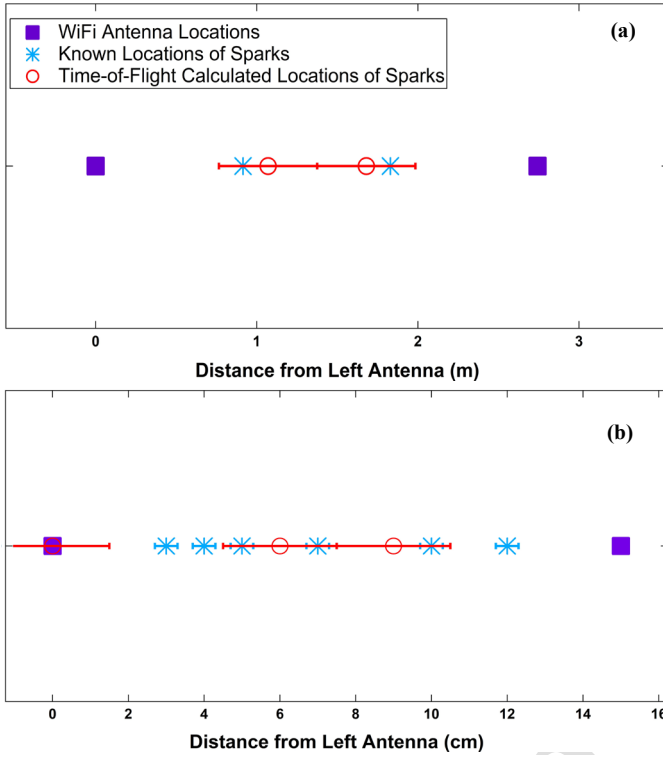 (a)
WiFi Antenna Locations
Known Locations of Sparks
Time-of-Flight Calculated Locations of Sparks
0 1 2 3
Distance from Left Antenna (m)
(b)
0 2 4 6 8 10 12 14 16
Distance from Left Antenna (cm)